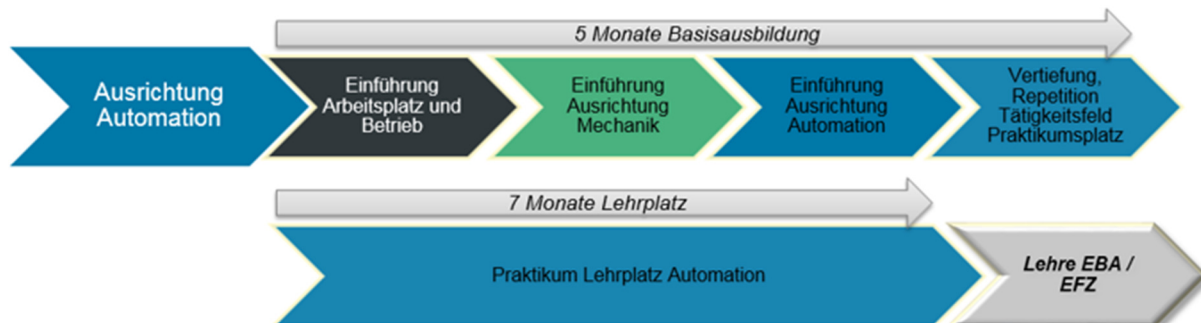 5 Monate Basisausbildung
Ausrichtung
Automation
Einführung
Arbeitsplatz und
Betrieb
Einführung
Ausrichtung
Mechanik
Einführung
Ausrichtung
Automation
Vertiefung,
Repetition
Tätigkeitsfeld
Praktikumsplatz
7 Monate Lehrplatz
Praktikum Lehrplatz Automation
Lehre EBA /
EFZ